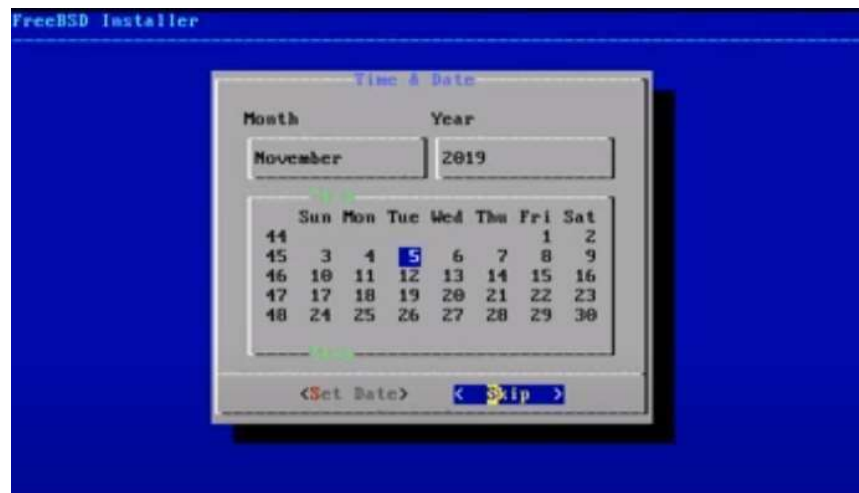 FreeBSD Installer
Time & Date
Month Year
November 2019
Sun Mon Tue Wed Thu Fri Sat
44 1 2
45 3 4 5 6 7 8 9
46 10 11 12 13 14 15 16
47 17 18 19 20 21 22 23
48 24 25 26 27 28 29 30
<Set Date> < Skip >